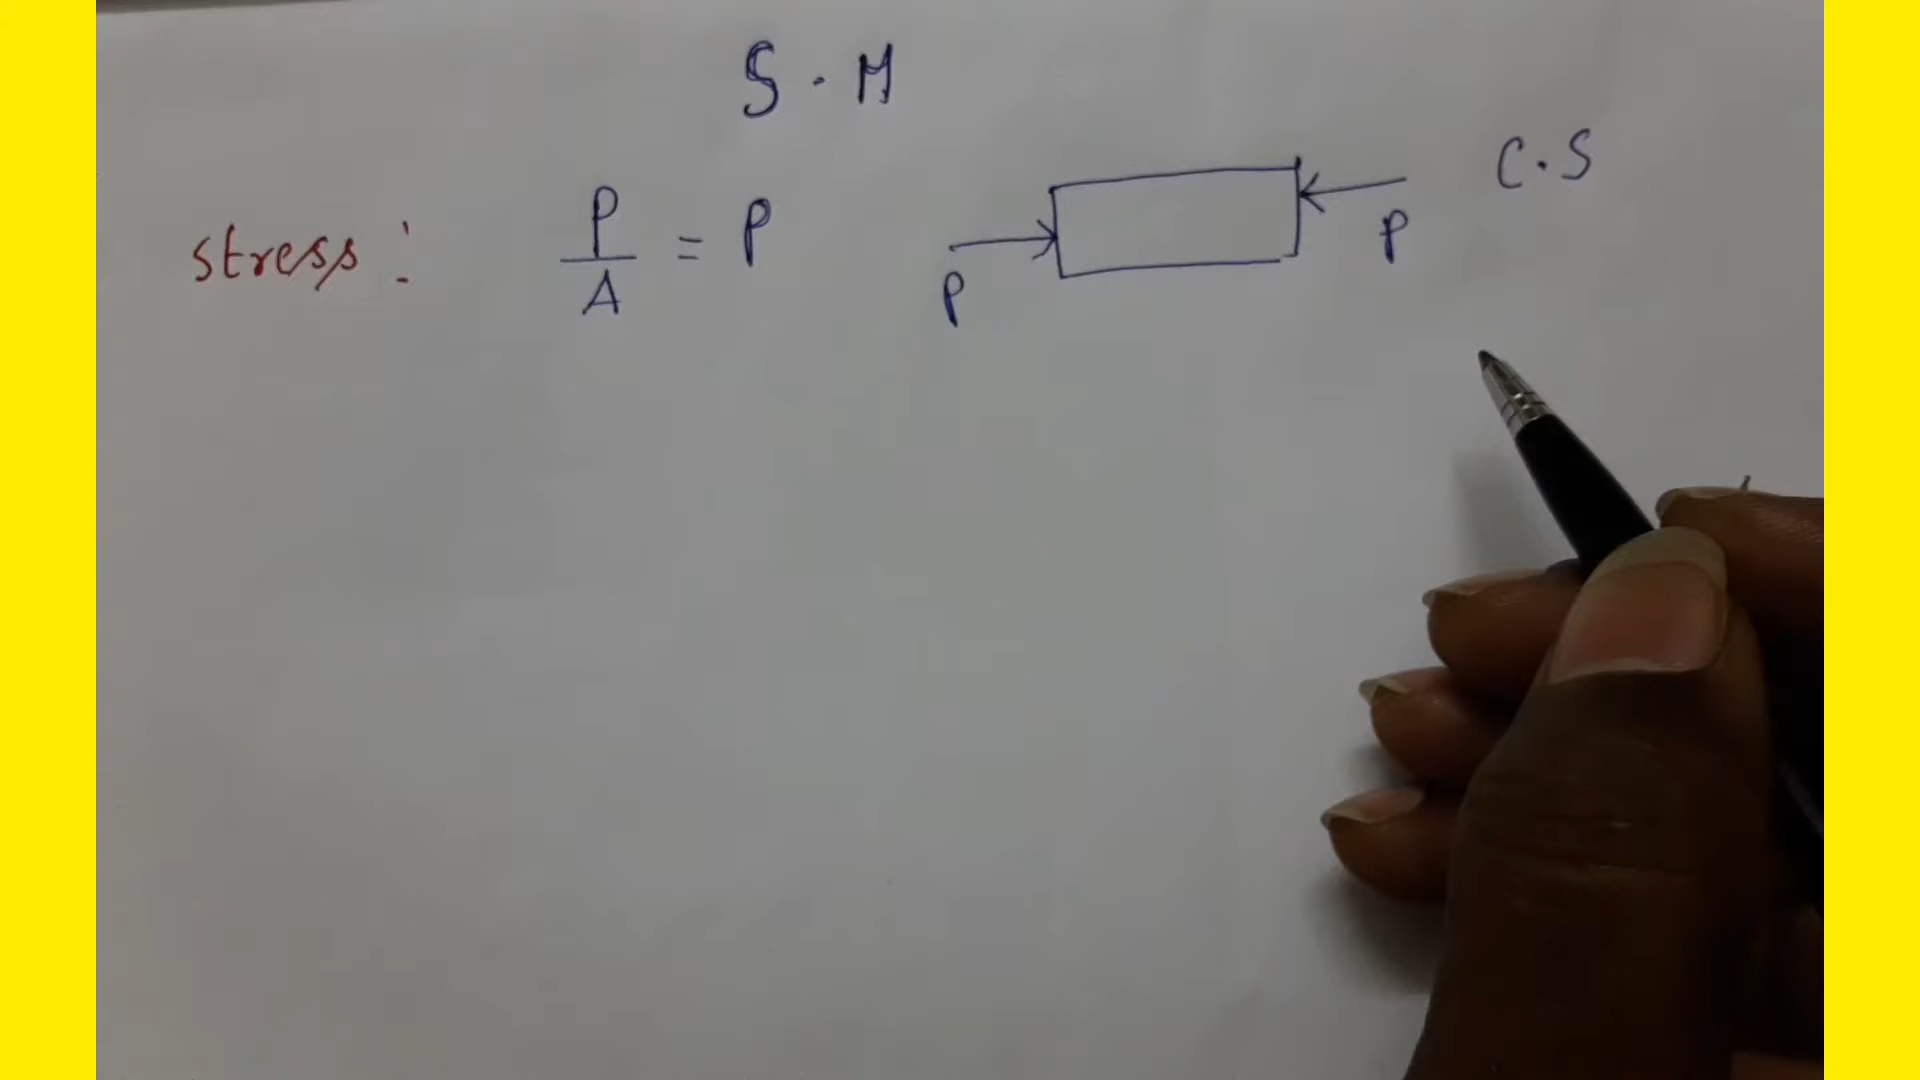 S.M
stress: P/A = P
P
P
C.S